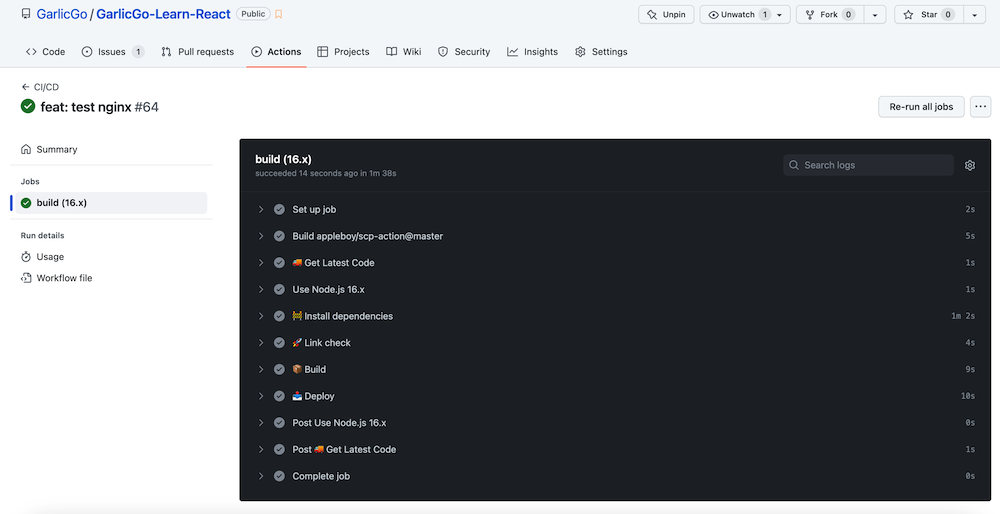 GarlicGo / GarlicGo-Learn-React Public Unpin Unwatch 1 Fork 0 Star 0
Code Issues 1 Pull requests Actions Projects Wiki Security Insights Settings
← CI/CD
feat: test nginx #64 Re-run all jobs ...
Summary
Jobs
build (16.x)
Run details
Usage
Workflow file
build (16.x) Search logs
succeeded 14 seconds ago in 1m 38s
Set up job 2s
Build appleboy/scp-action@master 5s
🚚 Get Latest Code 1s
Use Node.js 16.x 1s
🚧 Install dependencies 1m 2s
🚀 Link check 4s
📦 Build 9s
📤 Deploy 10s
Post Use Node.js 16.x 0s
Post 🚚 Get Latest Code 1s
Complete job 0s